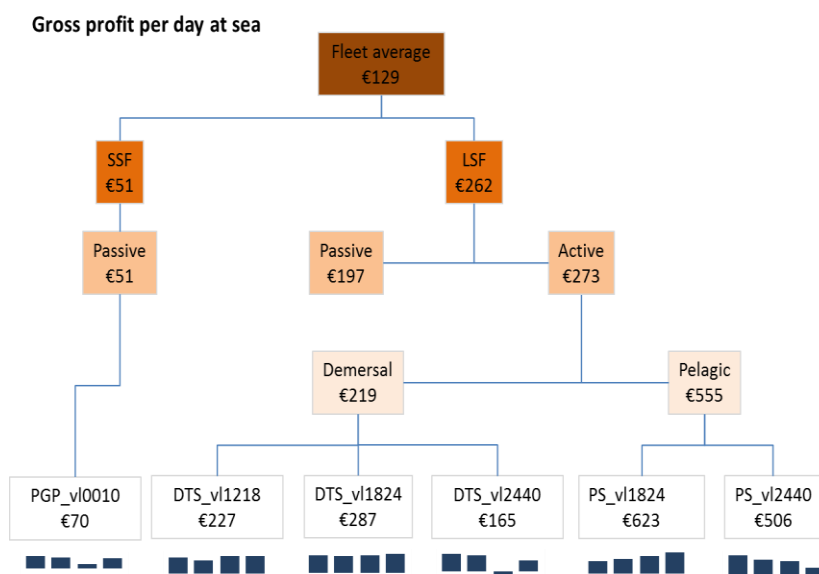 Gross profit per day at sea
Fleet average
€129
SSF
€51
LSF
€262
Passive
€51
Passive
€197
Active
€273
Demersal
€219
Pelagic
€555
PGP_vl0010
€70
DTS_vl1218
€227
DTS_vl1824
€287
DTS_vl2440
€165
PS_vl1824
€623
PS_vl2440
€506